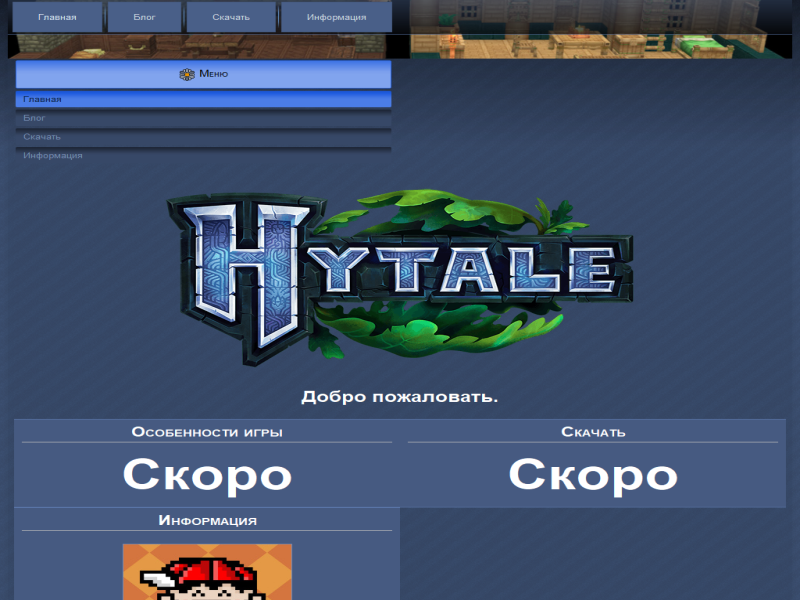 Главная Блог Скачать Информация
Меню
Главная
Блог
Скачать
Информация
HYTALE
Добро пожаловать.
Особенности игры Скачать
Скоро Скоро
Информация